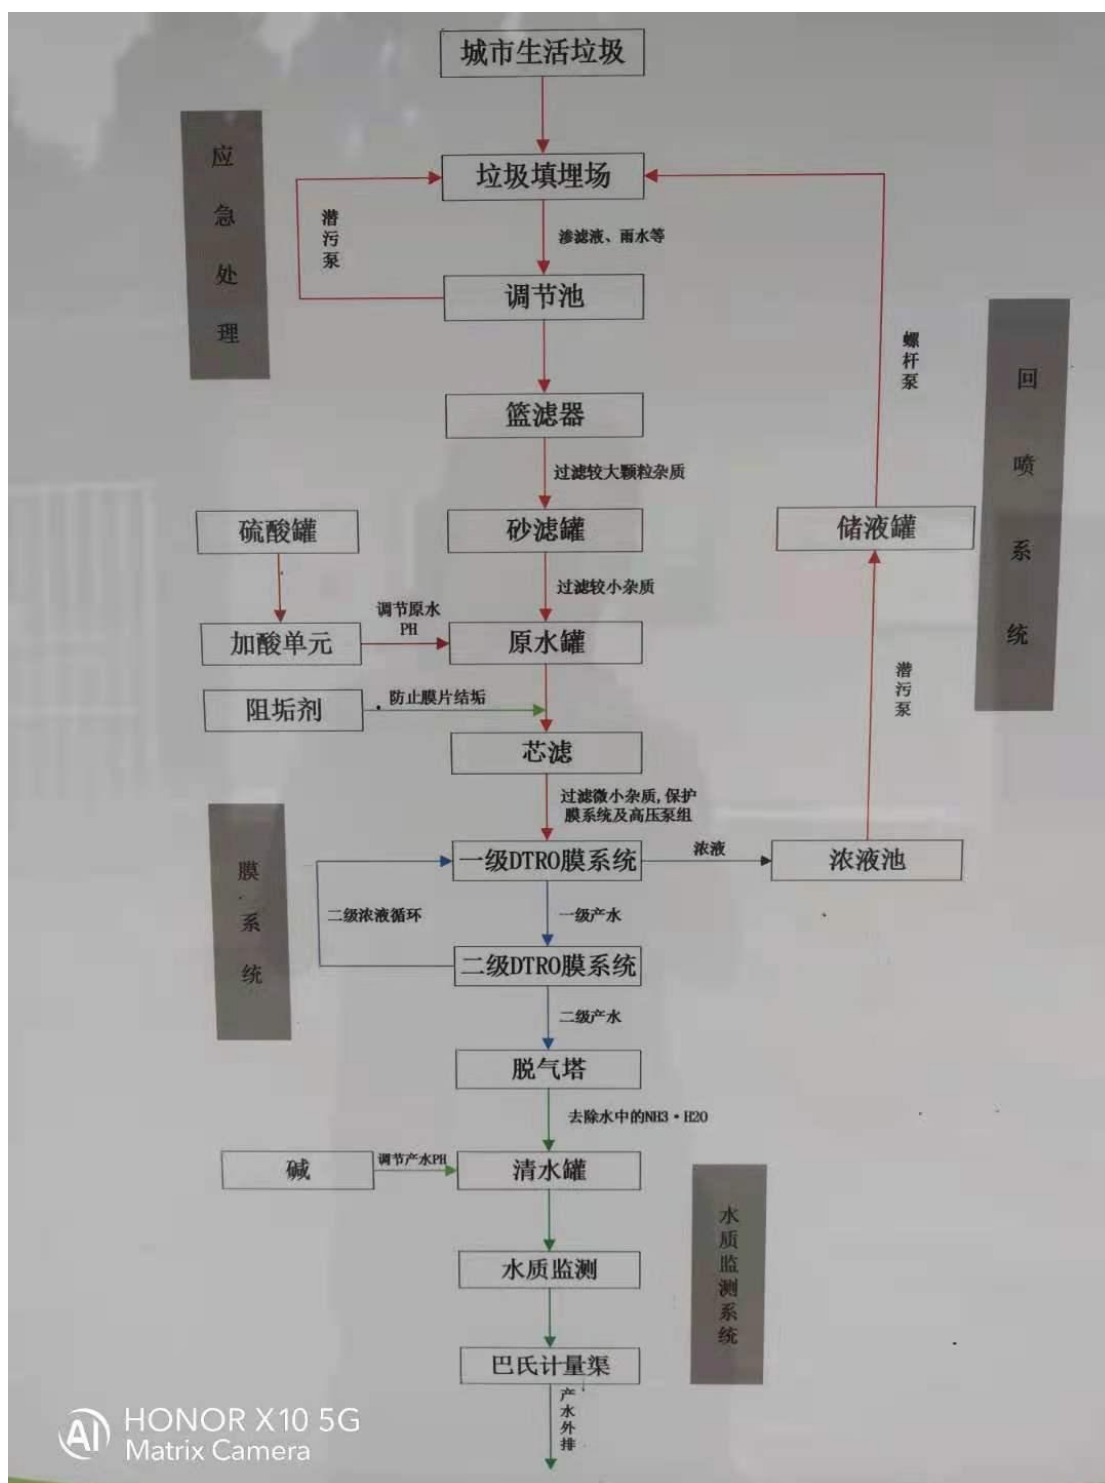 城市生活垃圾
应急处理
垃圾填埋场
潜污泵
渗滤液、雨水等
调节池
螺杆泵
回喷系统
篮滤器
过滤较大颗粒杂质
硫酸罐
砂滤罐
储液罐
过滤较小杂质
调节原水
PH
加酸单元
原水罐
潜污泵
阻垢剂
防止膜片结垢
芯滤
过滤微小杂质,保护
膜系统及高压泵组
膜系统
一级DTRO膜系统
浓液
浓液池
二级浓液循环
一级产水
二级DTRO膜系统
二级产水
脱气塔
去除水中的NH3·H2O
碱
调节产水PH
清水罐
水质监测系统
水质监测
巴氏计量渠
产水外排
AI
HONOR X10 5G
Matrix Camera